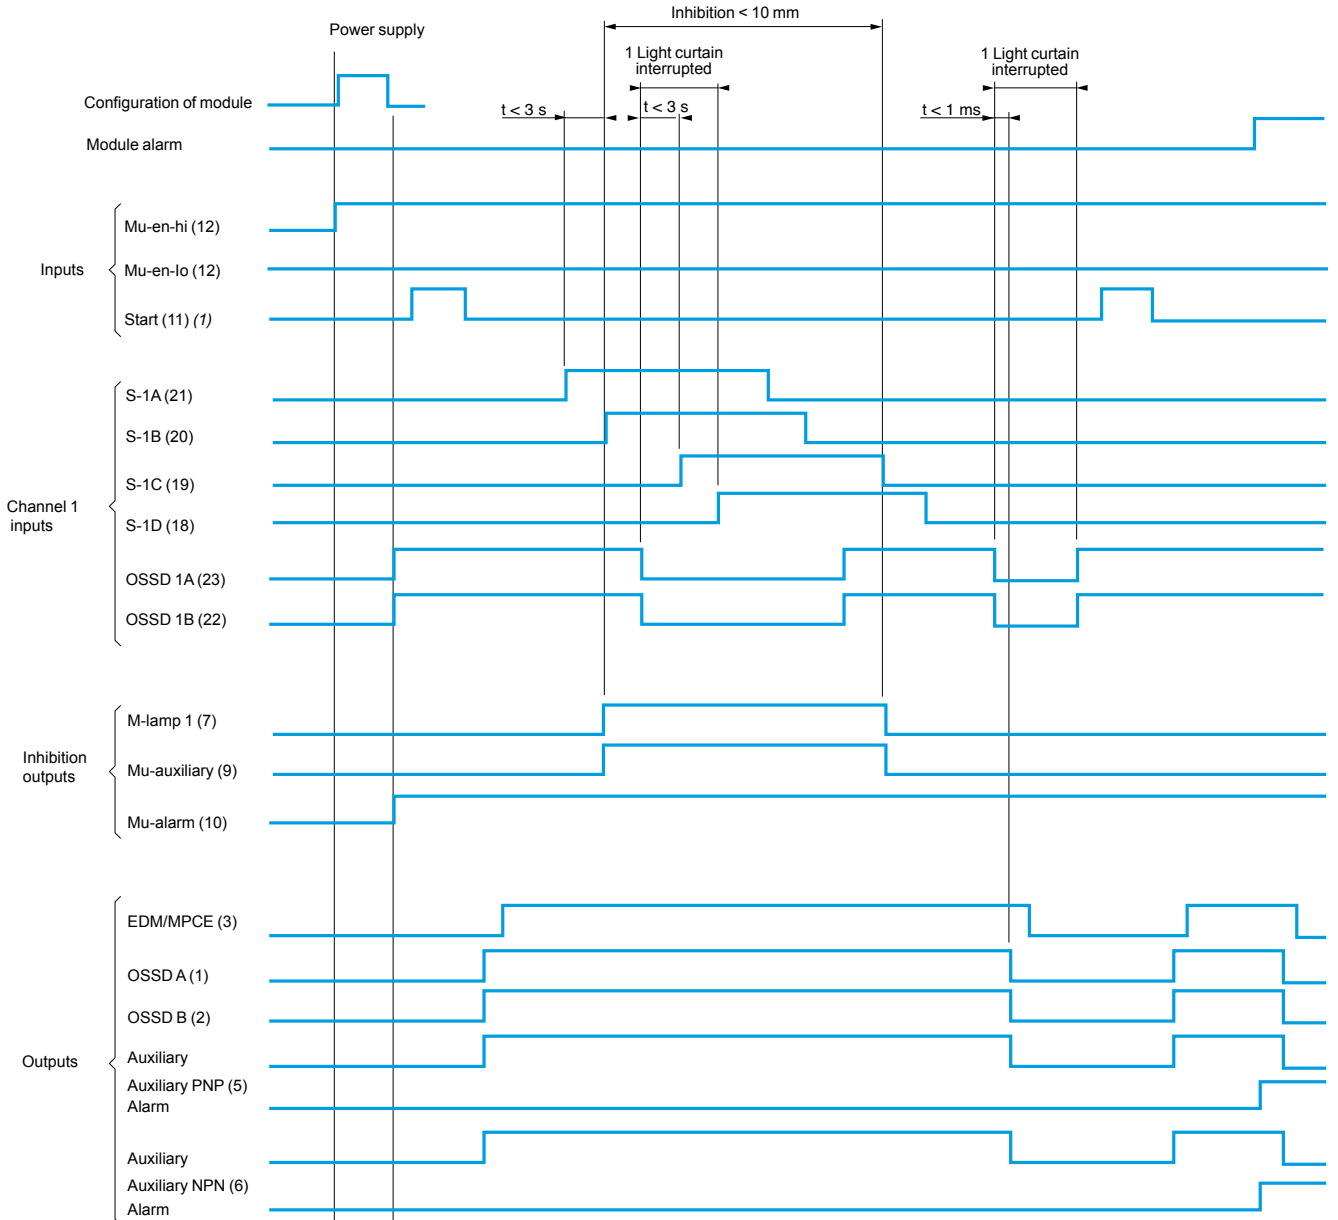 Inhibition < 10 mm
Power supply
1 Light curtain
interrupted
1 Light curtain
interrupted
Configuration of module
t < 3 s
t < 3 s
t < 1 ms
Module alarm
Inputs
Mu-en-hi (12)
Mu-en-lo (12)
Start (11) (1)
Channel 1
inputs
S-1A (21)
S-1B (20)
S-1C (19)
S-1D (18)
OSSD 1A (23)
OSSD 1B (22)
Inhibition
outputs
M-lamp 1 (7)
Mu-auxiliary (9)
Mu-alarm (10)
Outputs
EDM/MPCE (3)
OSSD A (1)
OSSD B (2)
Auxiliary
Auxiliary PNP (5)
Alarm
Auxiliary
Auxiliary NPN (6)
Alarm